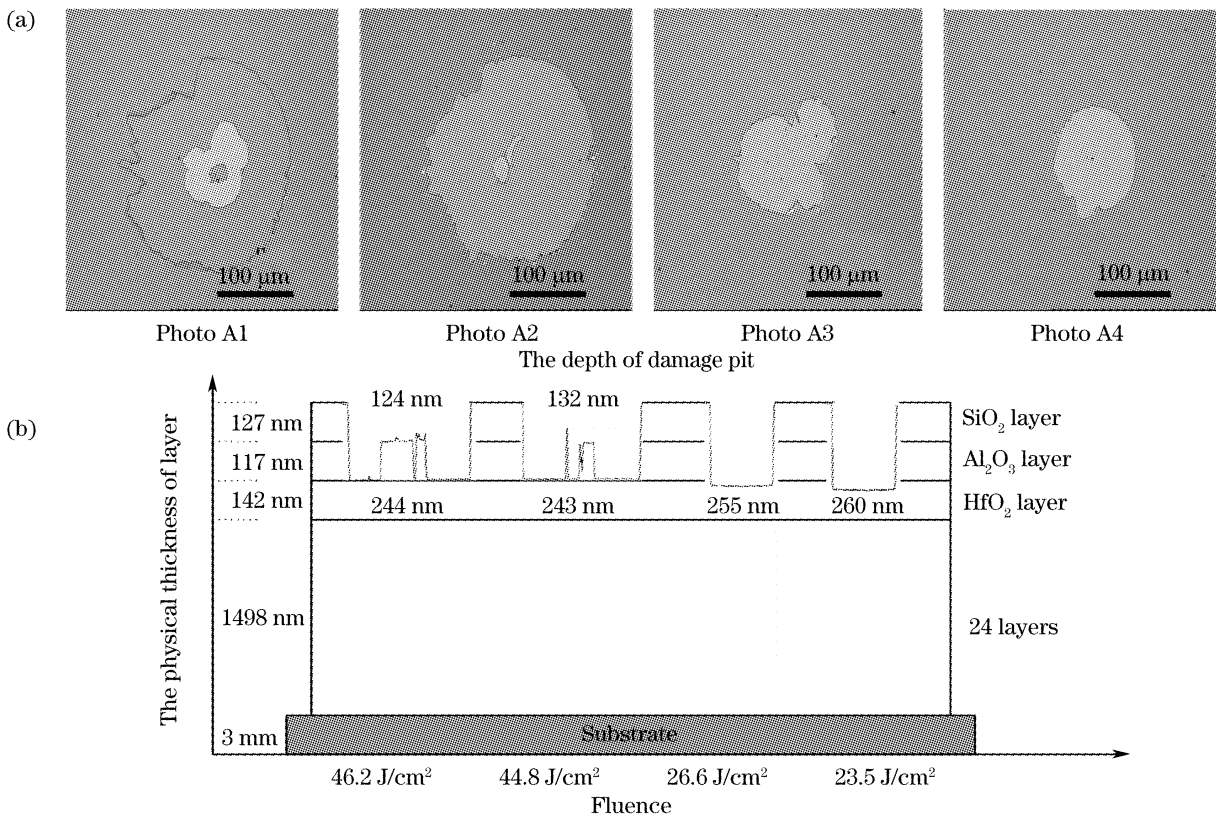 (a)
100 μm
100 μm
100 μm
100 μm
Photo A1
Photo A2
Photo A3
Photo A4
The depth of damage pit
(b)
The physical thickness of layer
127 nm
117 nm
142 nm
1498 nm
3 mm
124 nm
132 nm
244 nm
243 nm
255 nm
260 nm
SiO₂ layer
Al₂O₃ layer
HfO₂ layer
24 layers
Substrate
46.2 J/cm²
44.8 J/cm²
26.6 J/cm²
23.5 J/cm²
Fluence